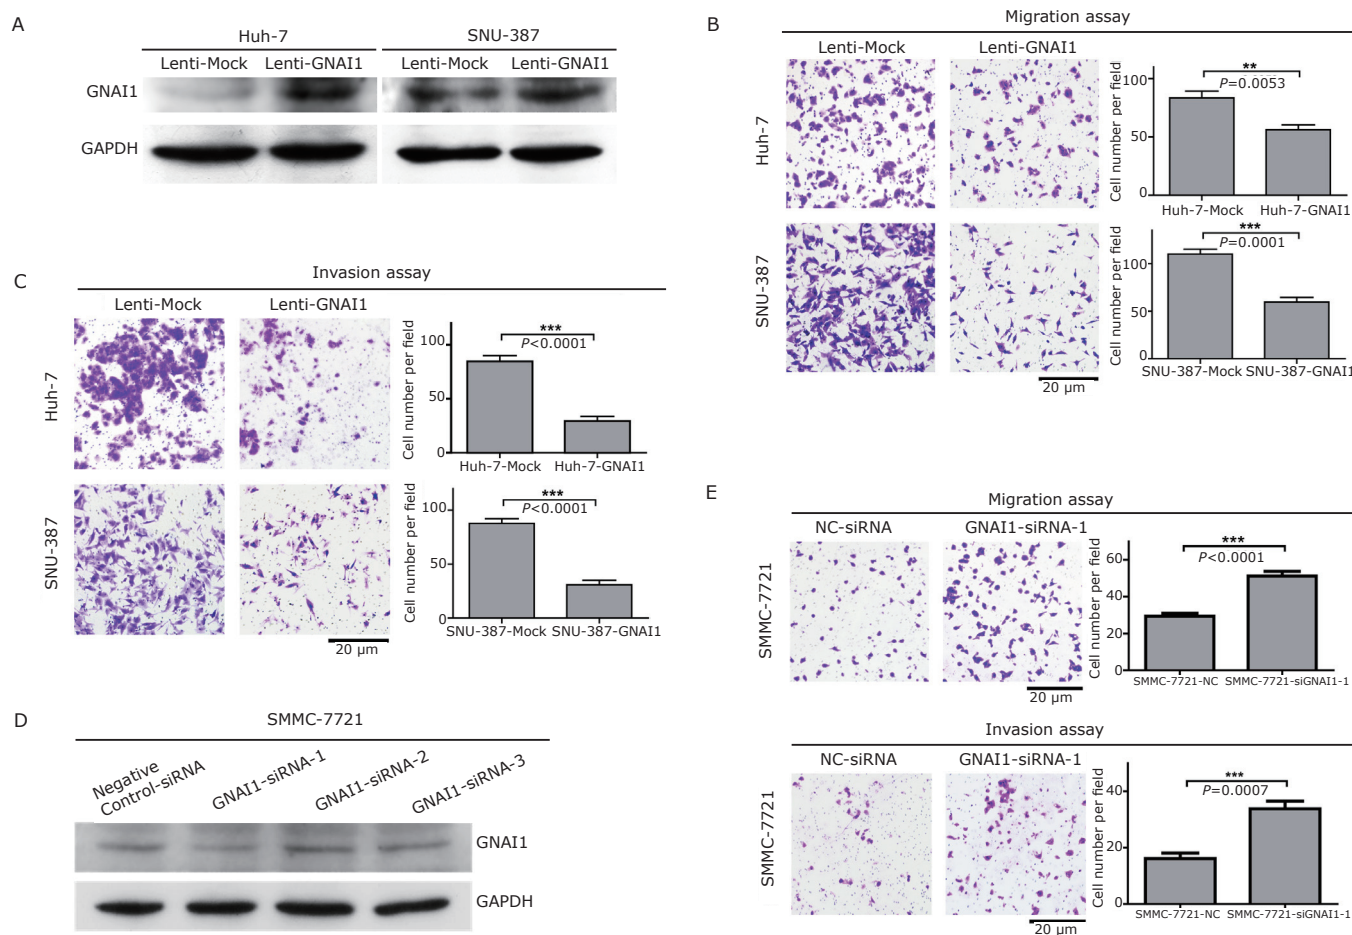 A
Huh-7 SNU-387
Lenti-Mock Lenti-GNAI1 Lenti-Mock Lenti-GNAI1
GNAI1
GAPDH
B
Migration assay
Lenti-Mock Lenti-GNAI1
Huh-7
Cell number per field
100
50
0
**
P=0.0053
Huh-7-Mock Huh-7-GNAI1
SNU-387
Cell number per field
100
50
0
***
P=0.0001
SNU-387-Mock SNU-387-GNAI1
20 μm
C
Invasion assay
Lenti-Mock Lenti-GNAI1
Huh-7
Cell number per field
100
50
0
***
P<0.0001
Huh-7-Mock Huh-7-GNAI1
SNU-387
Cell number per field
100
50
0
***
P<0.0001
SNU-387-Mock SNU-387-GNAI1
20 μm
D
SMMC-7721
Negative
Control-siRNA
GNAI1-siRNA-1
GNAI1-siRNA-2
GNAI1-siRNA-3
GNAI1
GAPDH
E
Migration assay
NC-siRNA GNAI1-siRNA-1
SMMC-7721
Cell number per field
60
40
20
0
***
P<0.0001
SMMC-7721-NC SMMC-7721-siGNAI1-1
20 μm
Invasion assay
NC-siRNA GNAI1-siRNA-1
SMMC-7721
Cell number per field
40
20
0
***
P=0.0007
SMMC-7721-NC SMMC-7721-siGNAI1-1
20 μm